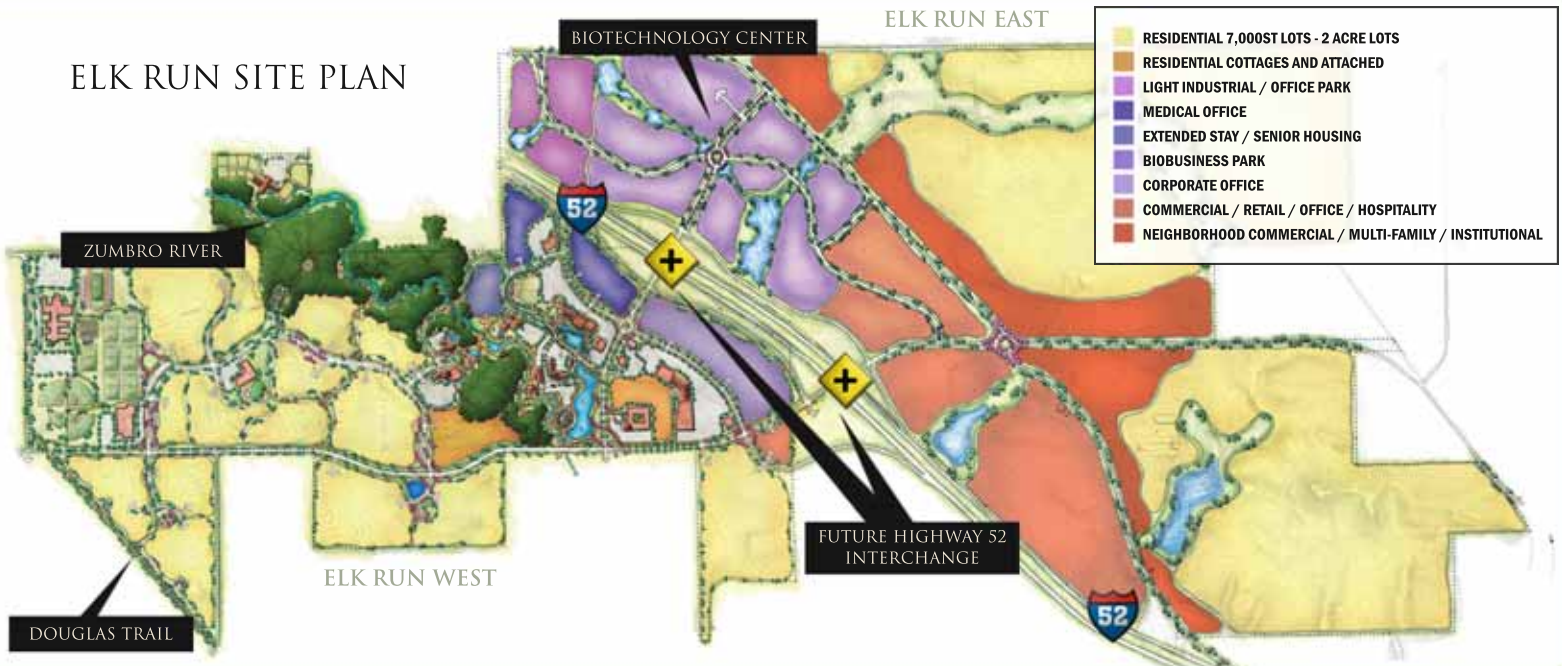 ELK RUN EAST
BIOTECHNOLOGY CENTER
ELK RUN SITE PLAN
RESIDENTIAL 7,000ST LOTS - 2 ACRE LOTS
RESIDENTIAL COTTAGES AND ATTACHED
LIGHT INDUSTRIAL / OFFICE PARK
MEDICAL OFFICE
EXTENDED STAY / SENIOR HOUSING
BIOBUSINESS PARK
CORPORATE OFFICE
COMMERCIAL / RETAIL / OFFICE / HOSPITALITY
NEIGHBORHOOD COMMERCIAL / MULTI-FAMILY / INSTITUTIONAL
52
ZUMBRO RIVER
FUTURE HIGHWAY 52
INTERCHANGE
ELK RUN WEST
52
DOUGLAS TRAIL